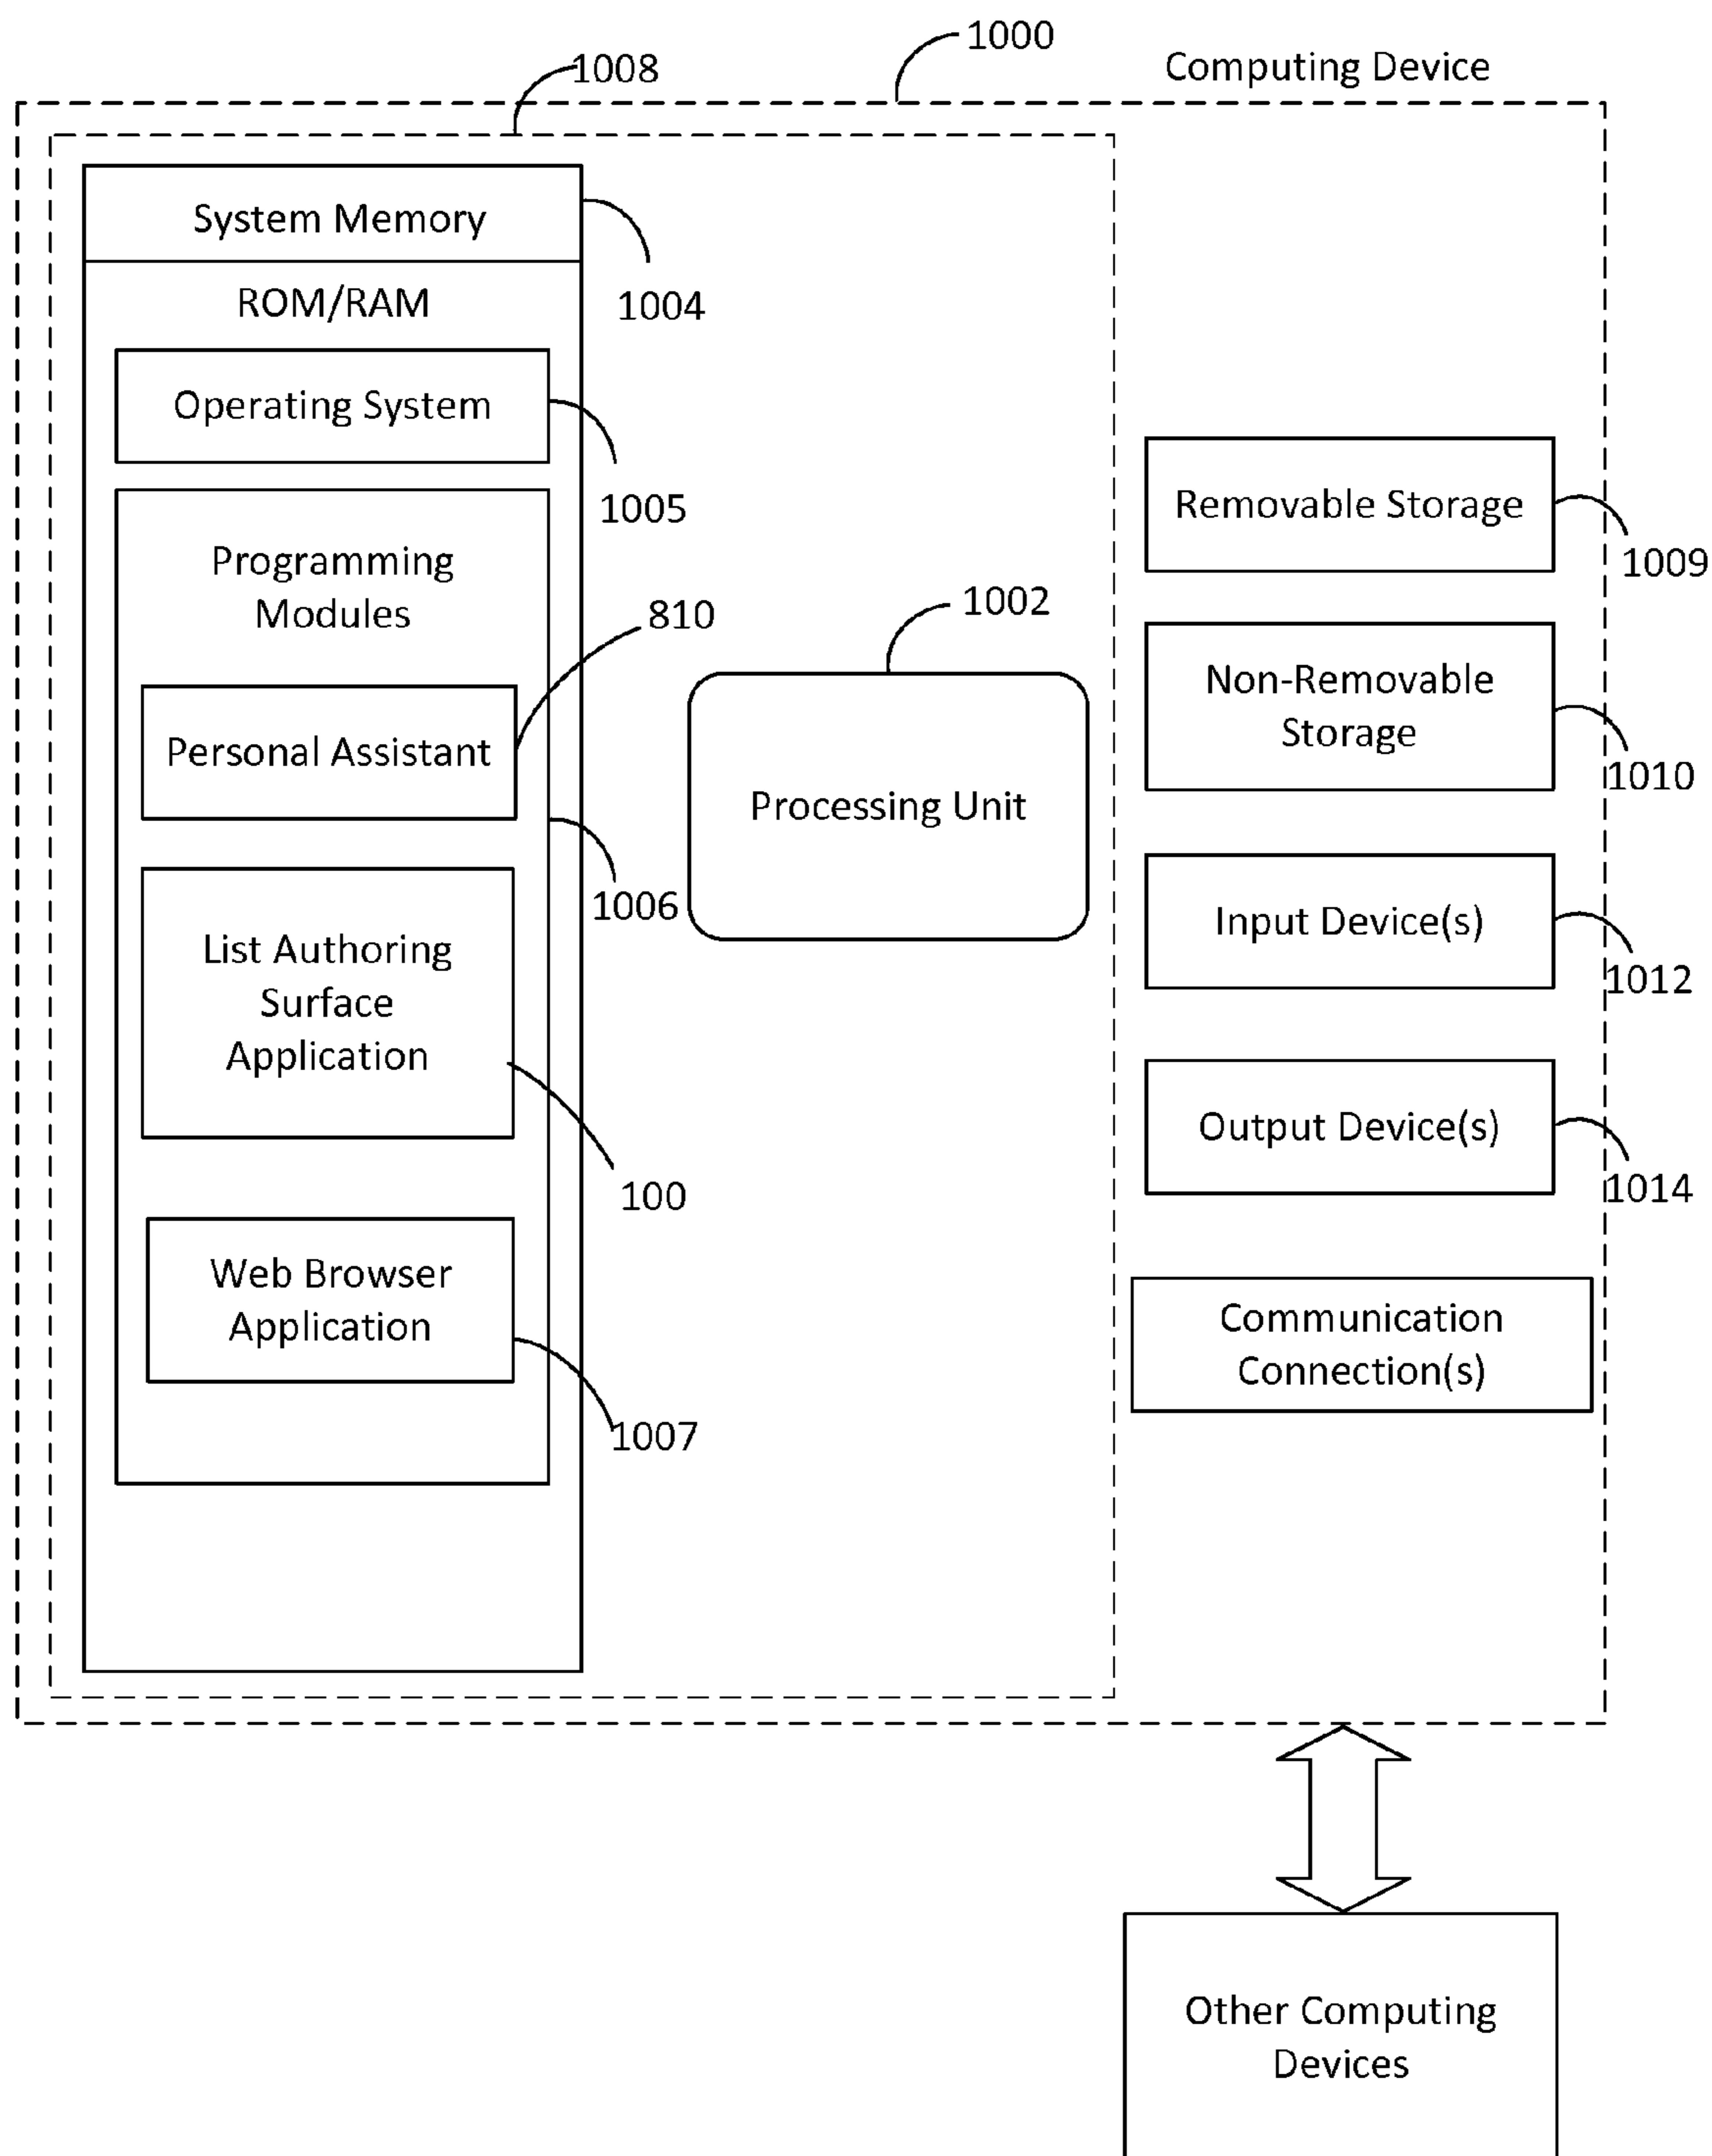 1000
Computing Device
1008
System Memory
1004
ROM/RAM
Operating System
1005
Programming
Modules
810
Personal Assistant
1006
List Authoring
Surface
Application
100
Web Browser
Application
1007
1002
Processing Unit
Removable Storage
1009
Non-Removable
Storage
1010
Input Device(s)
1012
Output Device(s)
1014
Communication
Connection(s)
Other Computing
Devices